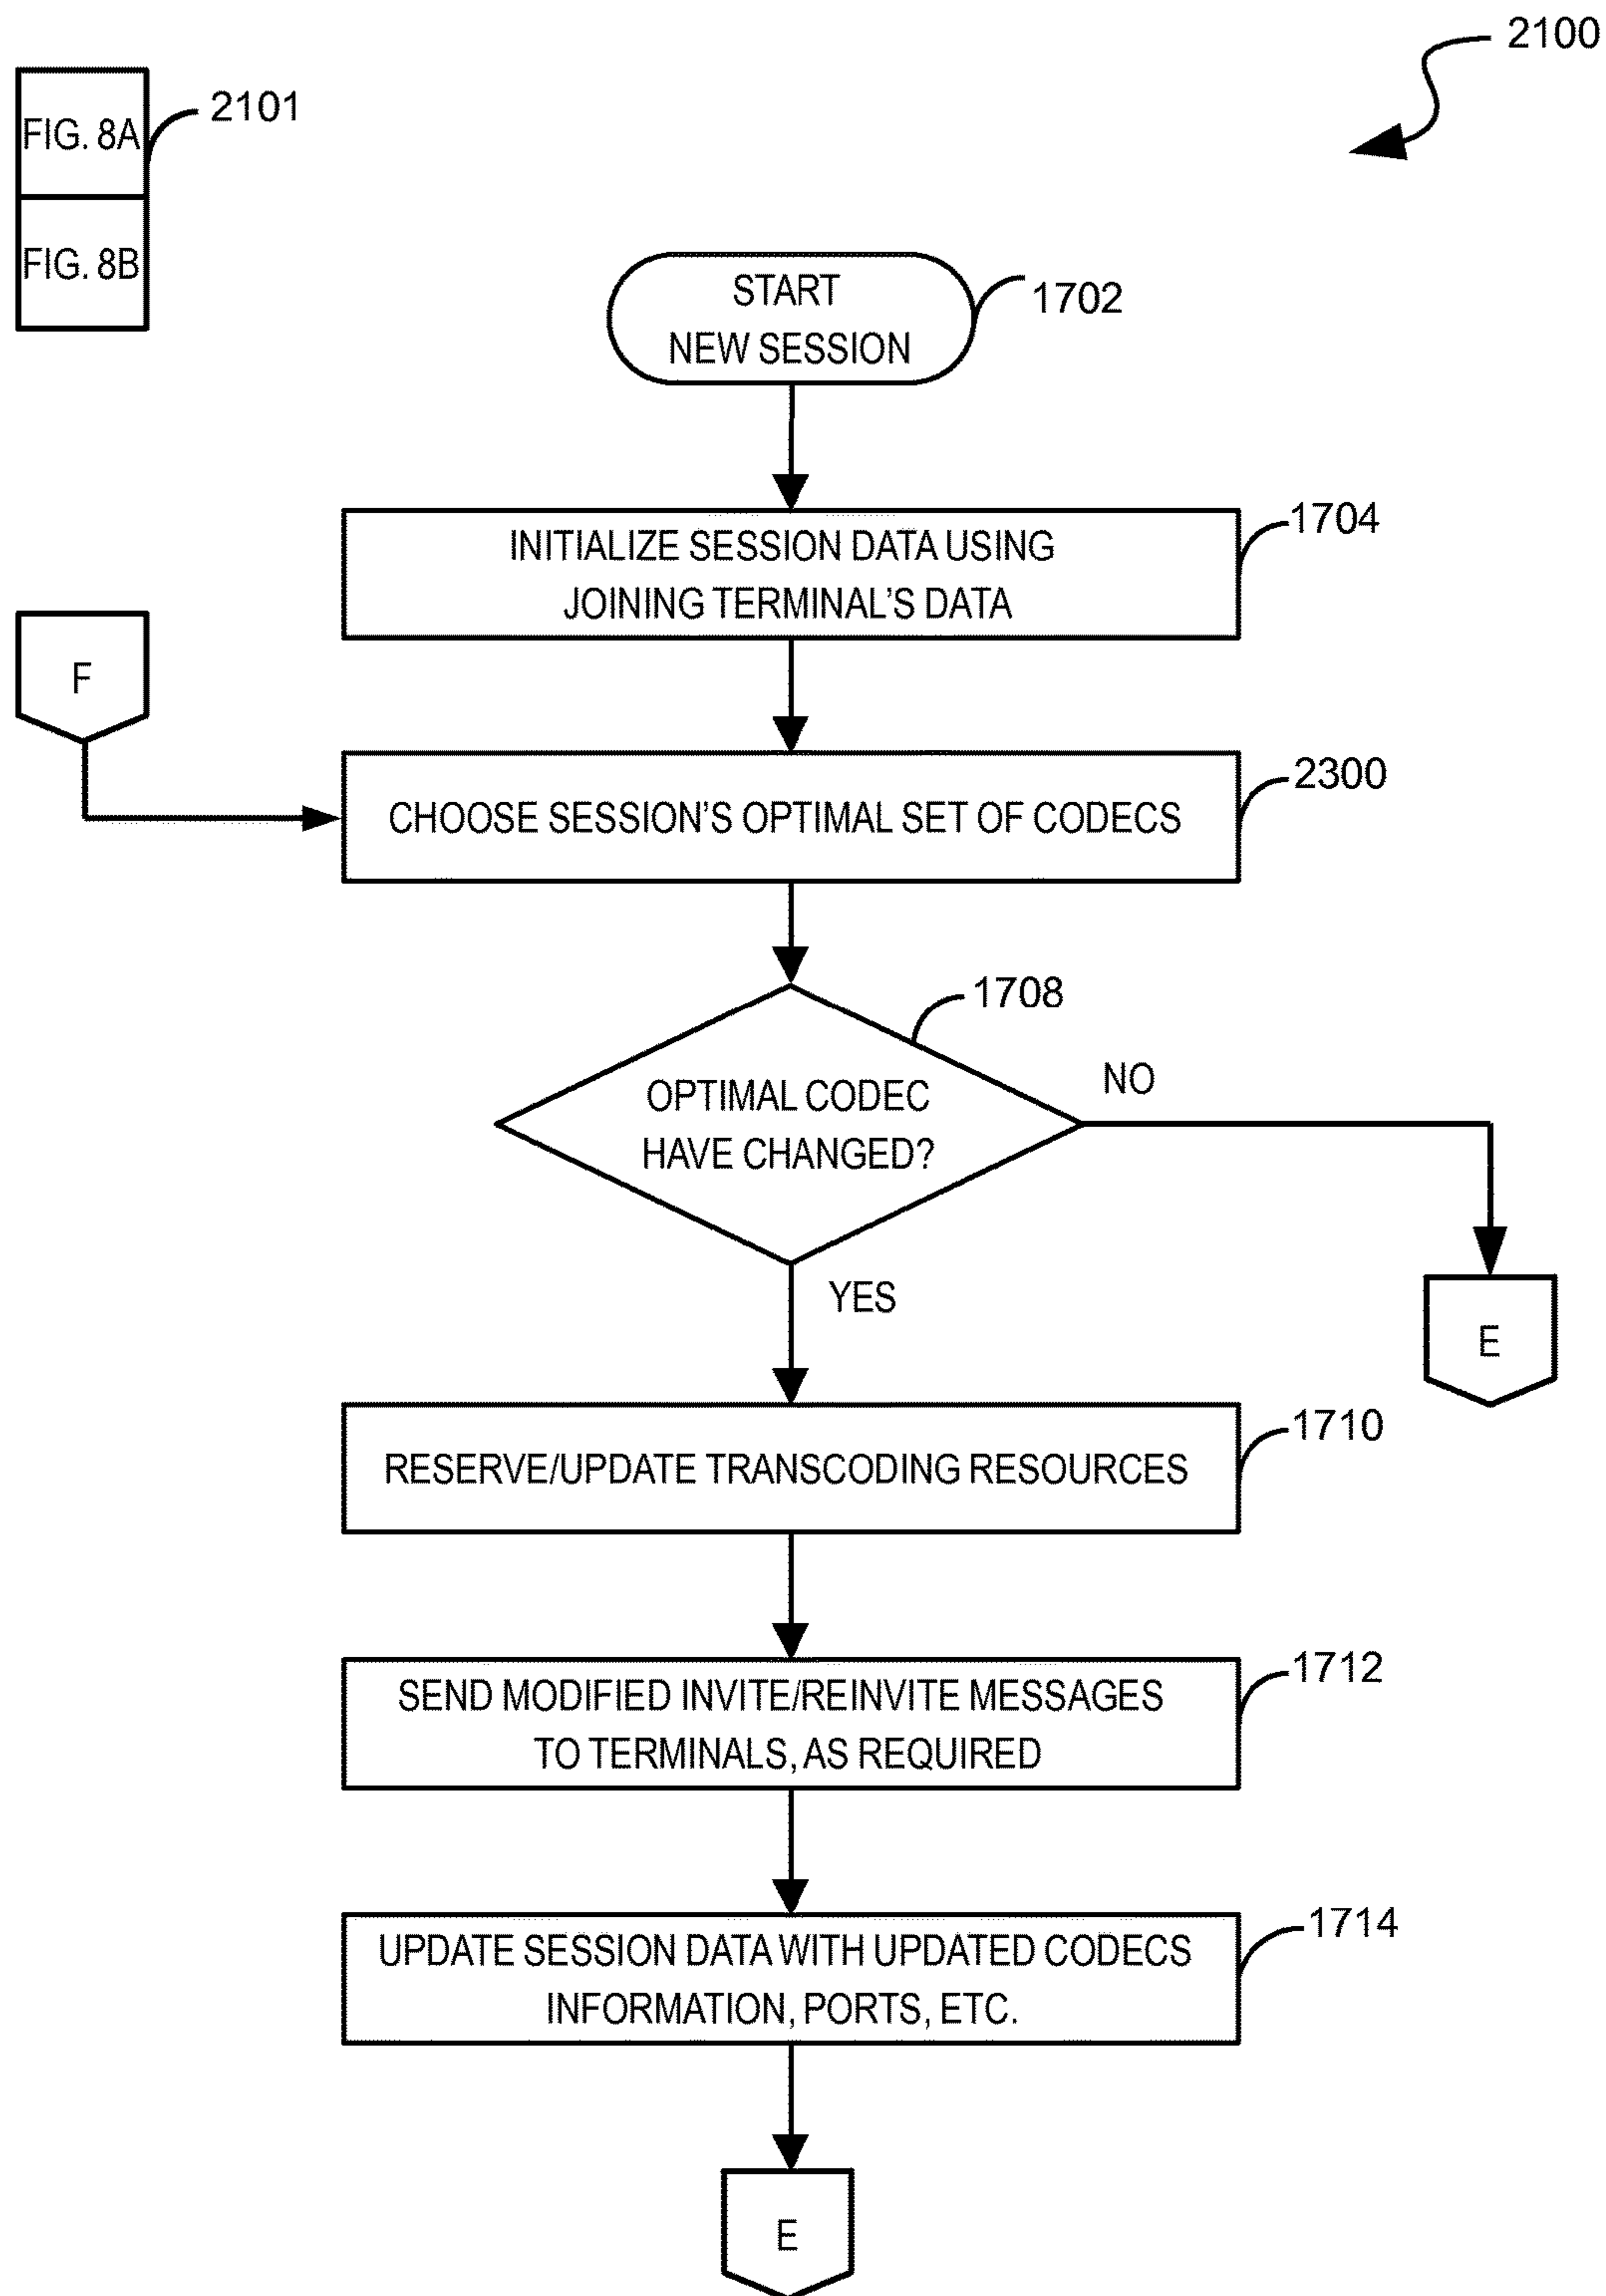 2100
2101
FIG. 8A
FIG. 8B
START
NEW SESSION
1702
1704
INITIALIZE SESSION DATA USING
JOINING TERMINAL'S DATA
F
2300
CHOOSE SESSION'S OPTIMAL SET OF CODECS
1708
OPTIMAL CODEC
HAVE CHANGED?
NO
YES
E
1710
RESERVE/UPDATE TRANSCODING RESOURCES
1712
SEND MODIFIED INVITE/REINVITE MESSAGES
TO TERMINALS, AS REQUIRED
1714
UPDATE SESSION DATA WITH UPDATED CODECS
INFORMATION, PORTS, ETC.
E